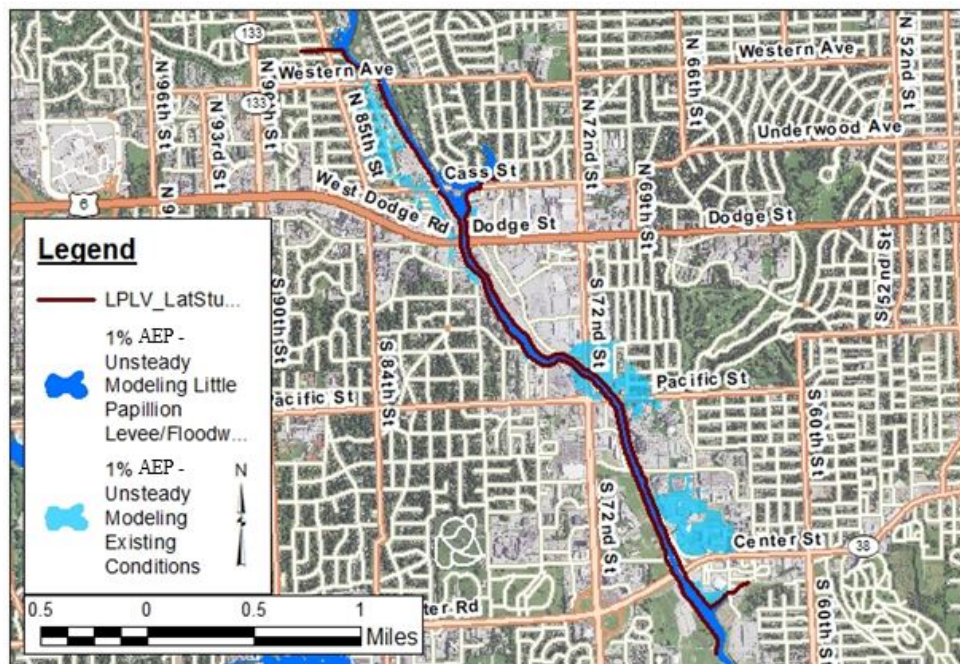 133
Western Ave
N 52nd St
N 66th St
N 96th St
N 90th St
Western Ave
N 72nd St
133
N 93rd St
N 85th St
Underwood Ave
Cass St
N 69th St
N 9
6
West Dodge Rd
Dodge St
Dodge St
S 52nd St
Legend
LPLV_LatStu...
1% AEP -
Unsteady
Modeling Little
Papillion
Levee/Floodw...
1% AEP -
Unsteady
Modeling
Existing
Conditions
N
S 90th St
S 84th St
S 72nd St
Pacific St
acific St
S 60th St
S 72nd St
Center St
38
ter Rd
S 60th St
0.5 0 0.5 1
Miles